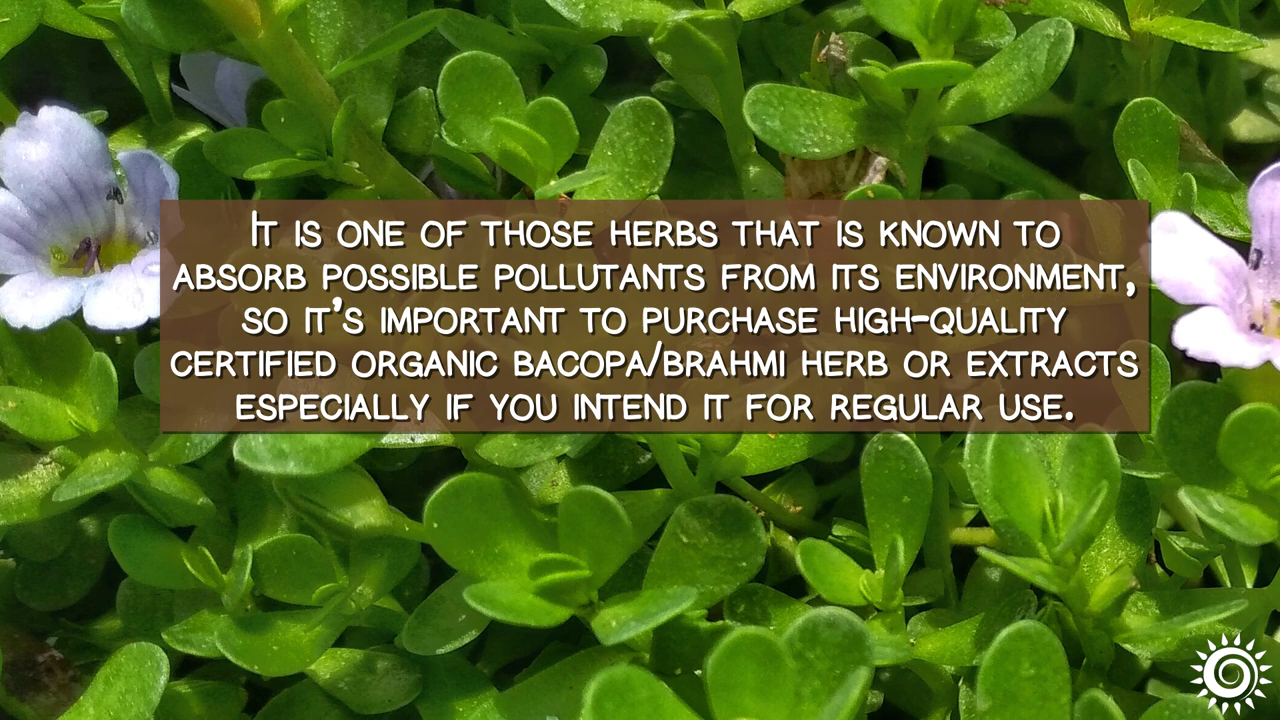 It is one of those herbs that is known to
absorb possible pollutants from its environment,
so it's important to purchase high-quality
certified organic bacopa/brahmi herb or extracts
especially if you intend it for regular use.